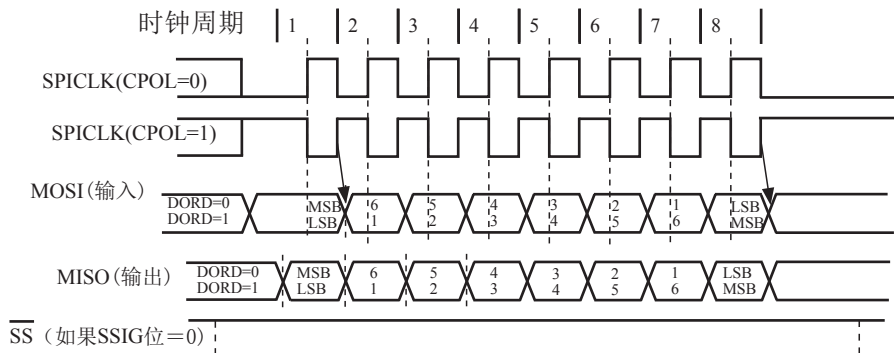 时钟周期 1 2 3 4 5 6 7 8
SPICLK(CPOL=0)
SPICLK(CPOL=1)
MOSI(输入)
DORD=0 MSB 6 5 4 3 2 1 LSB
DORD=1 LSB 1 2 3 4 5 6 MSB
MISO(输出)
DORD=0 MSB 6 5 4 3 2 1 LSB
DORD=1 LSB 1 2 3 4 5 6 MSB
SS（如果SSIG位＝0）